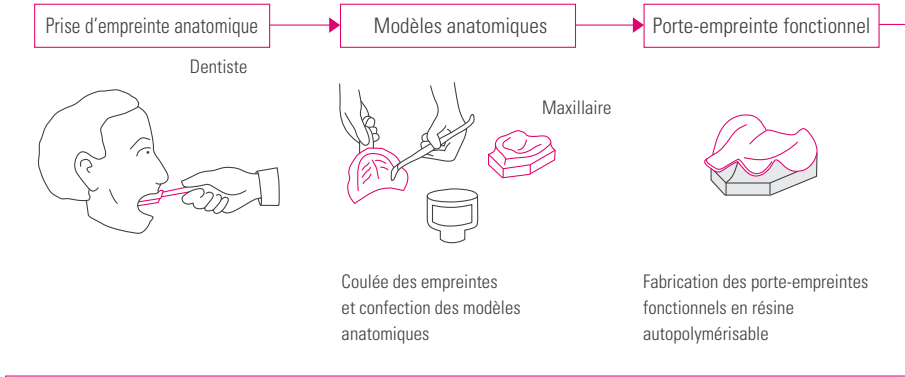 Prise d'empreinte anatomique
Modèles anatomiques
Porte-empreinte fonctionnel
Dentiste
Maxillaire
Coulée des empreintes
et confection des modèles
anatomiques
Fabrication des porte-empreintes
fonctionnels en résine
autopolymérisable